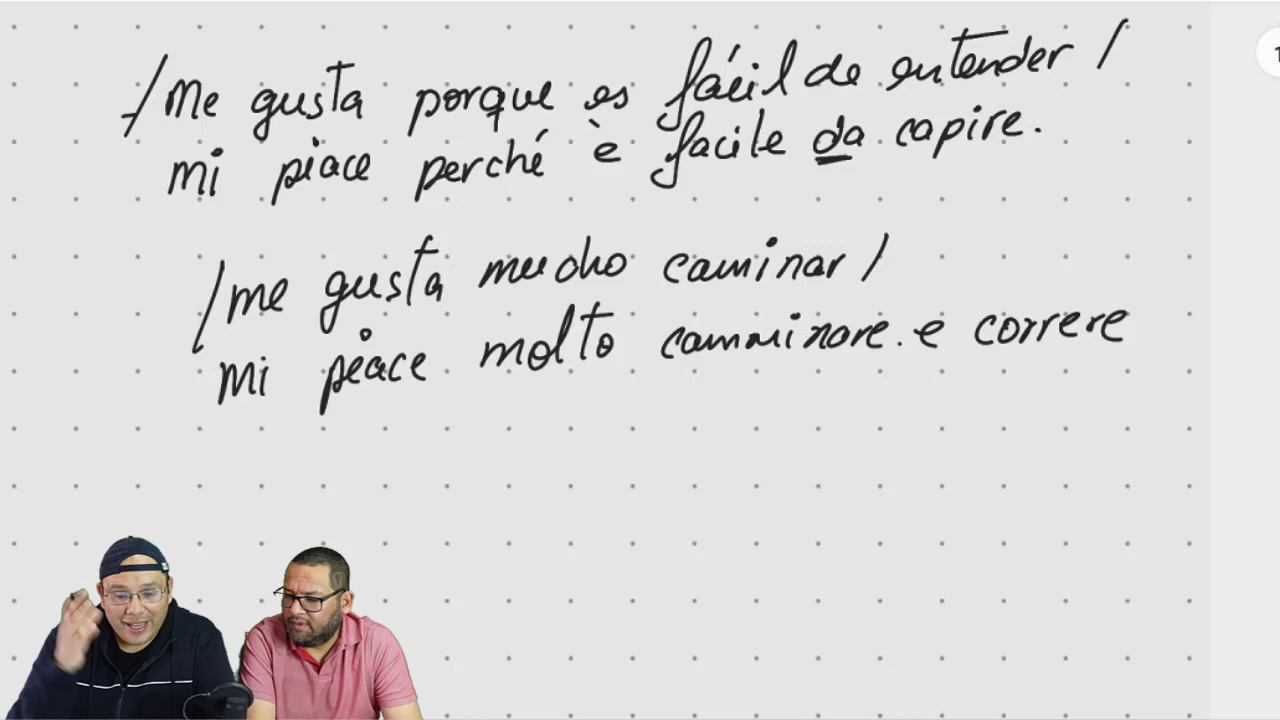 /Me gusta porque es fácil de entender/
mi piace perché è facile da capire.
/me gusta mucho caminar/
mi piace molto camminare. e correre
1